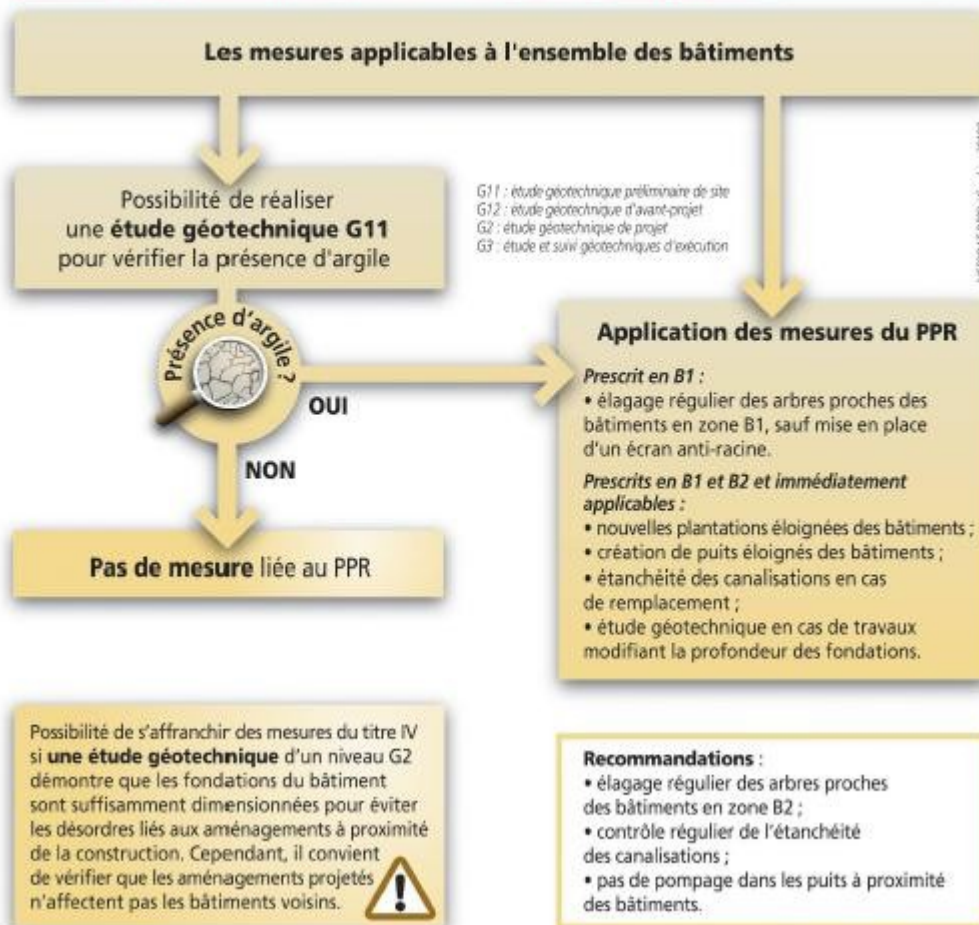 Les mesures applicables à l'ensemble des bâtiments
Possibilité de réaliser
une étude géotechnique G11
pour vérifier la présence d'argile
G11 : étude géotechnique préliminaire de site
G12 : étude géotechnique d'avant-projet
G2 : étude géotechnique de projet
G3 : étude et suivi géotechniques d'exécution
Présence d'argile ?
OUI
NON
Pas de mesure liée au PPR
Application des mesures du PPR
Prescrit en B1 :
• élagage régulier des arbres proches des
bâtiments en zone B1, sauf mise en place
d'un écran anti-racine.
Prescrits en B1 et B2 et immédiatement
applicables :
• nouvelles plantations éloignées des bâtiments ;
• création de puits éloignés des bâtiments ;
• étanchéité des canalisations en cas
de remplacement ;
• étude géotechnique en cas de travaux
modifiant la profondeur des fondations.
Possibilité de s'affranchir des mesures du titre IV
si une étude géotechnique d'un niveau G2
démontre que les fondations du bâtiment
sont suffisamment dimensionnées pour éviter
les désordres liés aux aménagements à proximité
de la construction. Cependant, il convient
de vérifier que les aménagements projetés
n'affectent pas les bâtiments voisins.
Recommandations :
• élagage régulier des arbres proches
des bâtiments en zone B2 ;
• contrôle régulier de l'étanchéité
des canalisations ;
• pas de pompage dans les puits à proximité
des bâtiments.